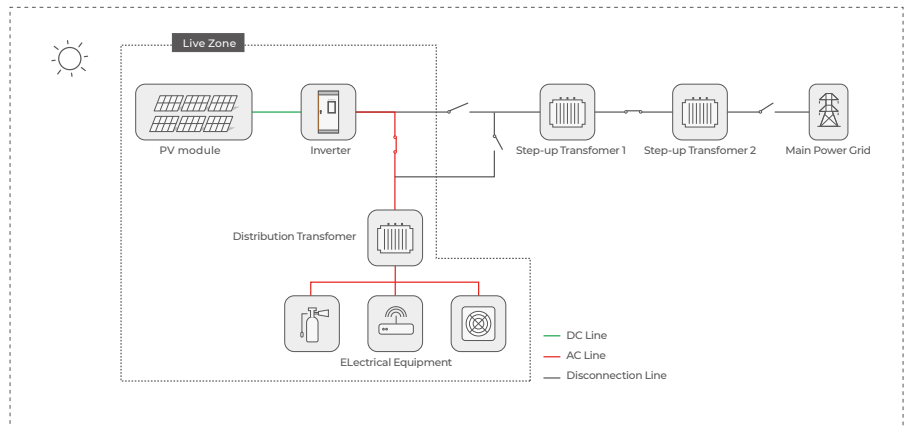 Live Zone
PV module
Inverter
Step-up Transfomer 1
Step-up Transfomer 2
Main Power Grid
Distribution Transfomer
ELectrical Equipment
DC Line
AC Line
Disconnection Line